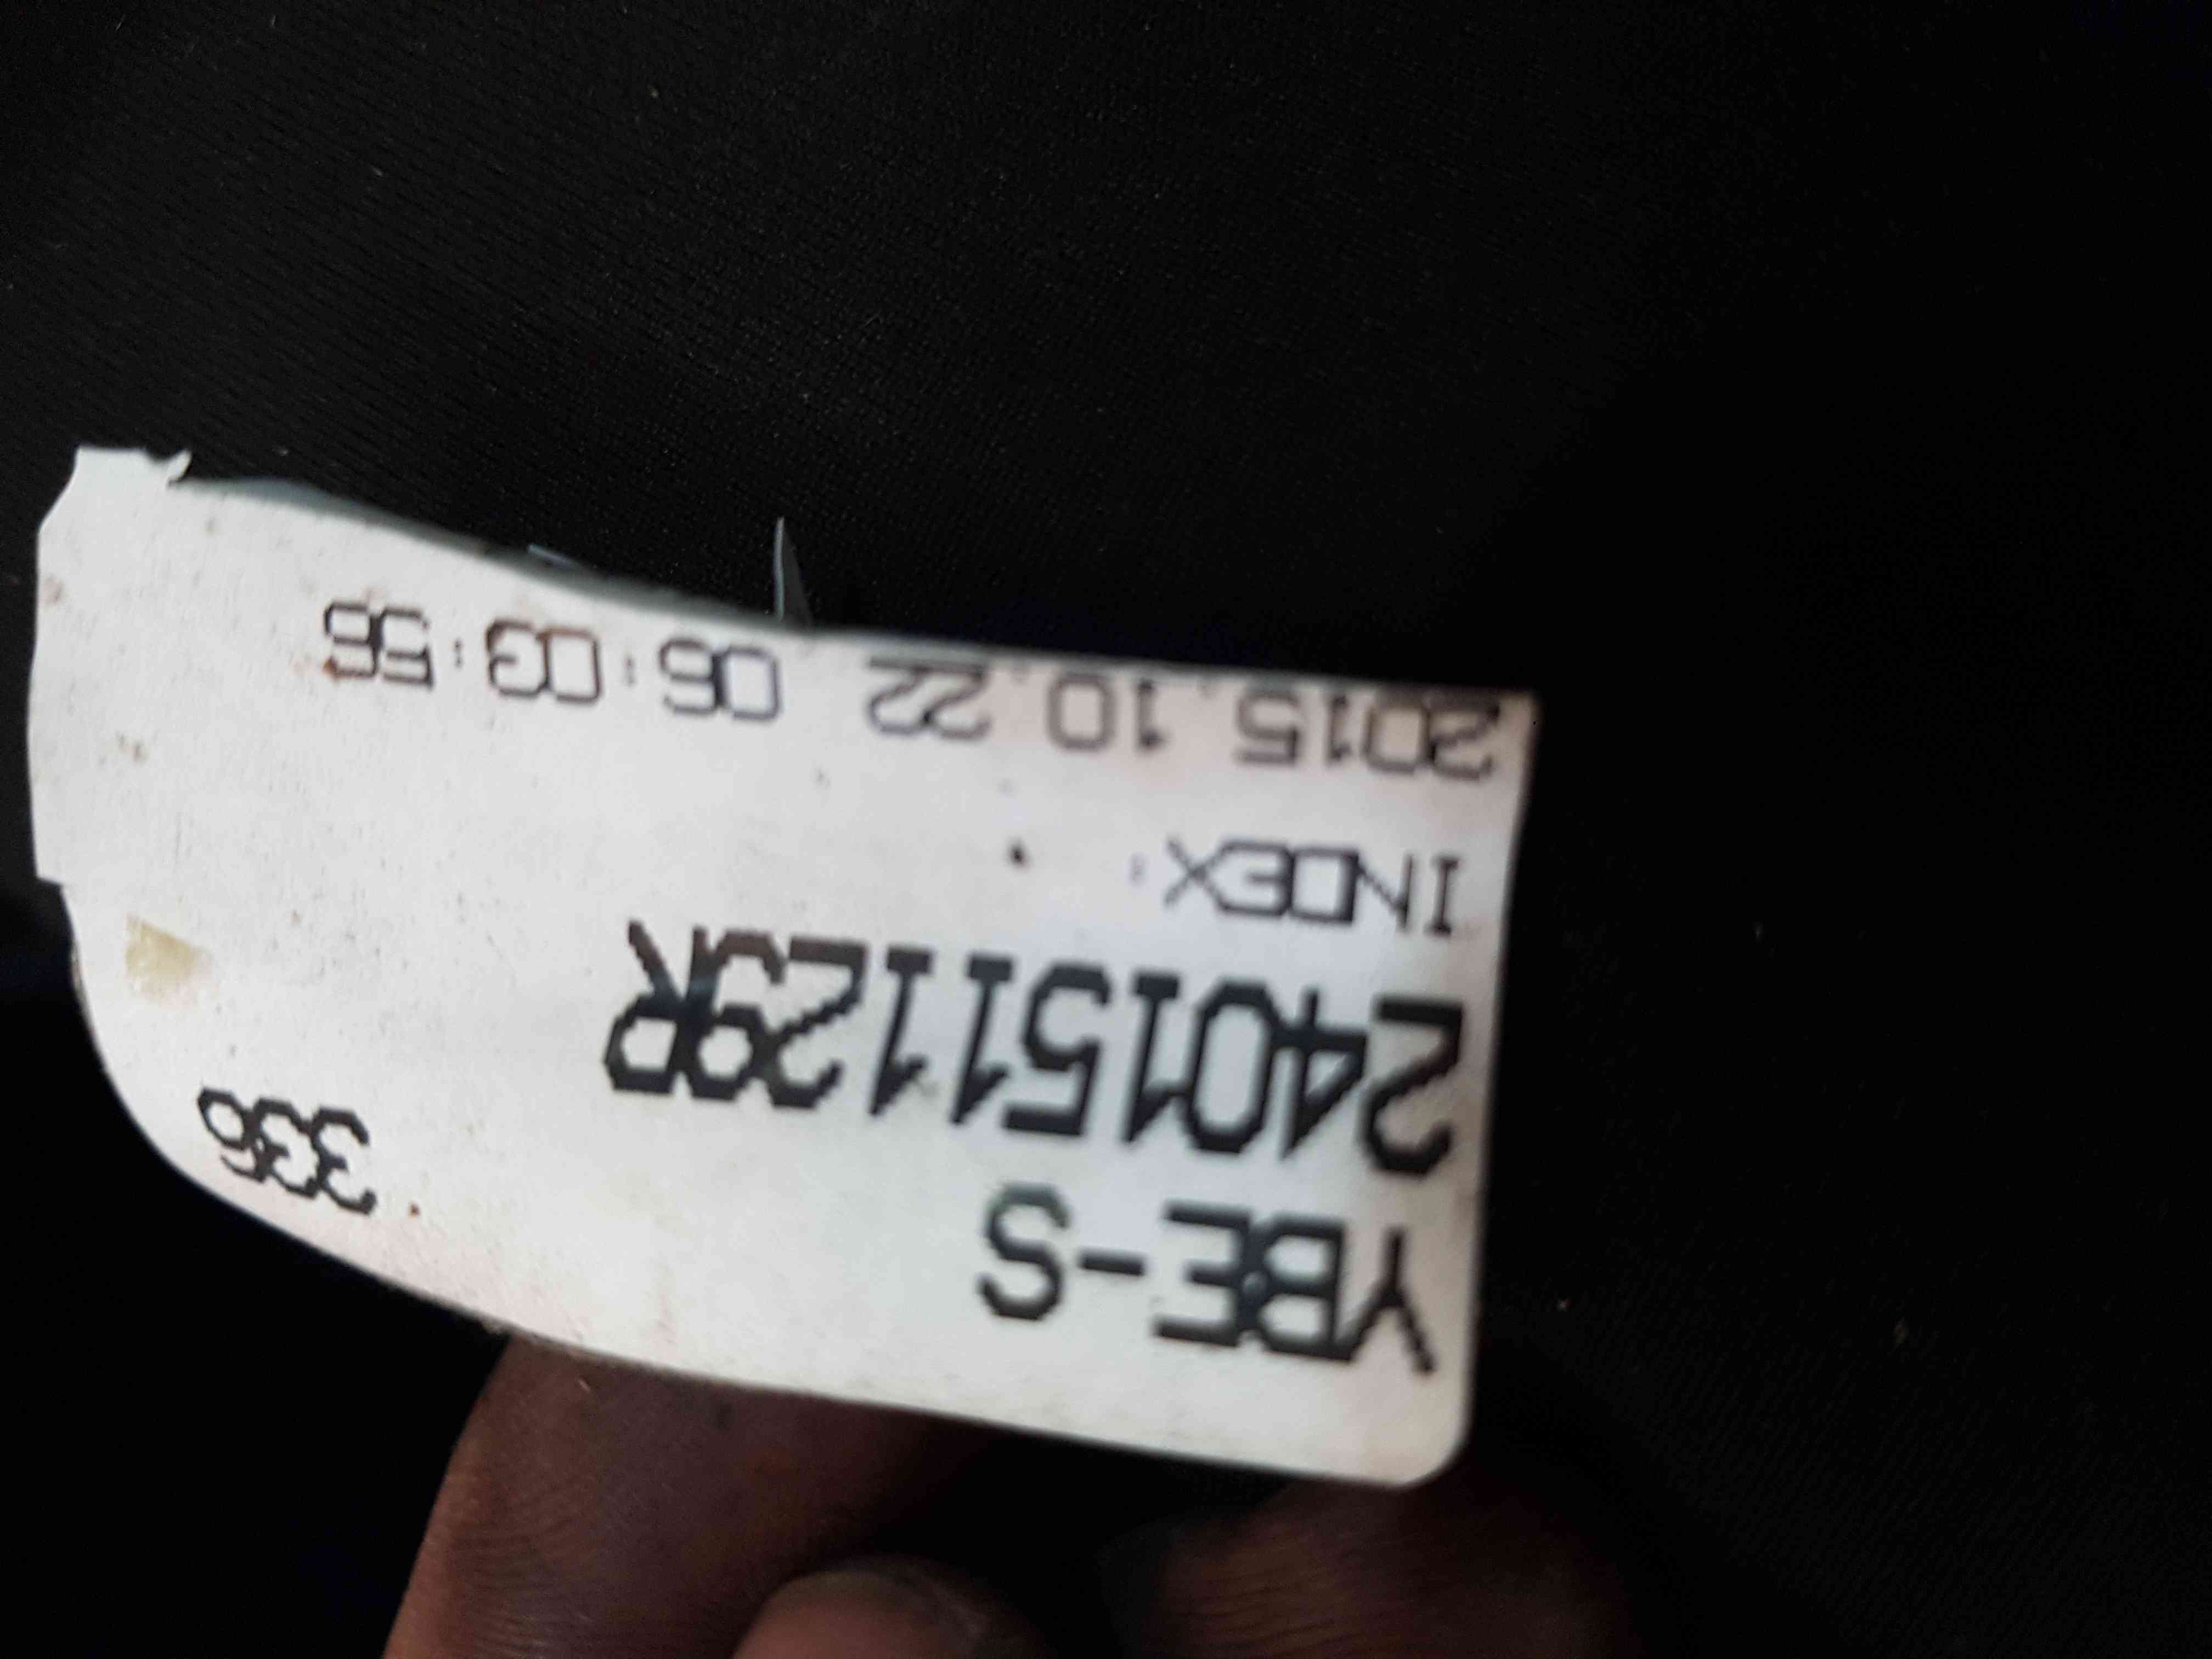 YBE-S 336
240151129R
INDEX:
2015. 10. 22 06:03:56